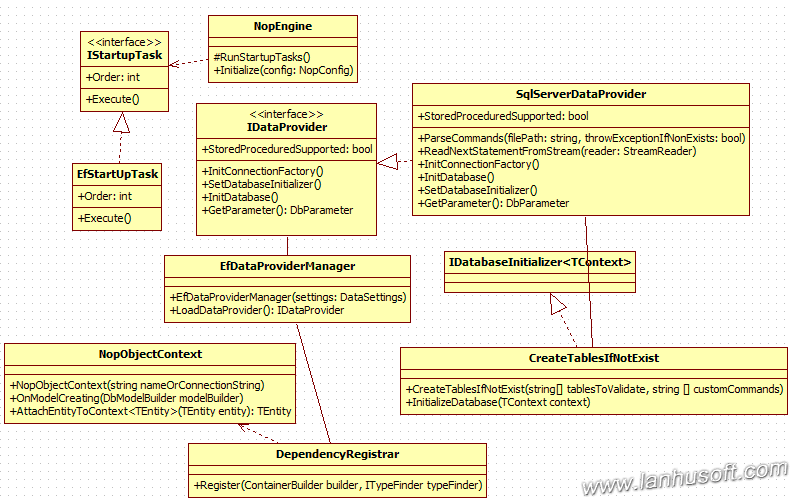 NopEngine
#RunStartupTasks()
+Initialize(config: NopConfig)
<<interface>>
IStartupTask
+Order: int
+Execute()
EfStartUpTask
+Order: int
+Execute()
<<interface>>
IDataProvider
+StoredProceduredSupported: bool
+InitConnectionFactory()
+SetDatabaseInitializer()
+InitDatabase()
+GetParameter(): DbParameter
SqlServerDataProvider
+StoredProceduredSupported: bool
+ParseCommands(filePath: string, throwExceptionIfNonExists: bool)
+ReadNextStatementFromStream(reader: StreamReader)
+InitConnectionFactory()
+InitDatabase()
+SetDatabaseInitializer()
+GetParameter(): DbParameter
EfDataProviderManager
+EfDataProviderManager(settings: DataSettings)
+LoadDataProvider(): IDataProvider
IDatabaseInitializer<TContext>
NopObjectContext
+NopObjectContext(string nameOrConnectionString)
+OnModelCreating(DbModelBuilder modelBuilder)
+AttachEntityToContext<TEntity>(TEntity entity): TEntity
CreateTablesIfNotExist
+CreateTablesIfNotExist(string[] tablesToValidate, string [] customCommands)
+InitializeDatabase(TContext context)
DependencyRegistrar
+Register(ContainerBuilder builder, ITypeFinder typeFinder)
www.lanhusoft.com